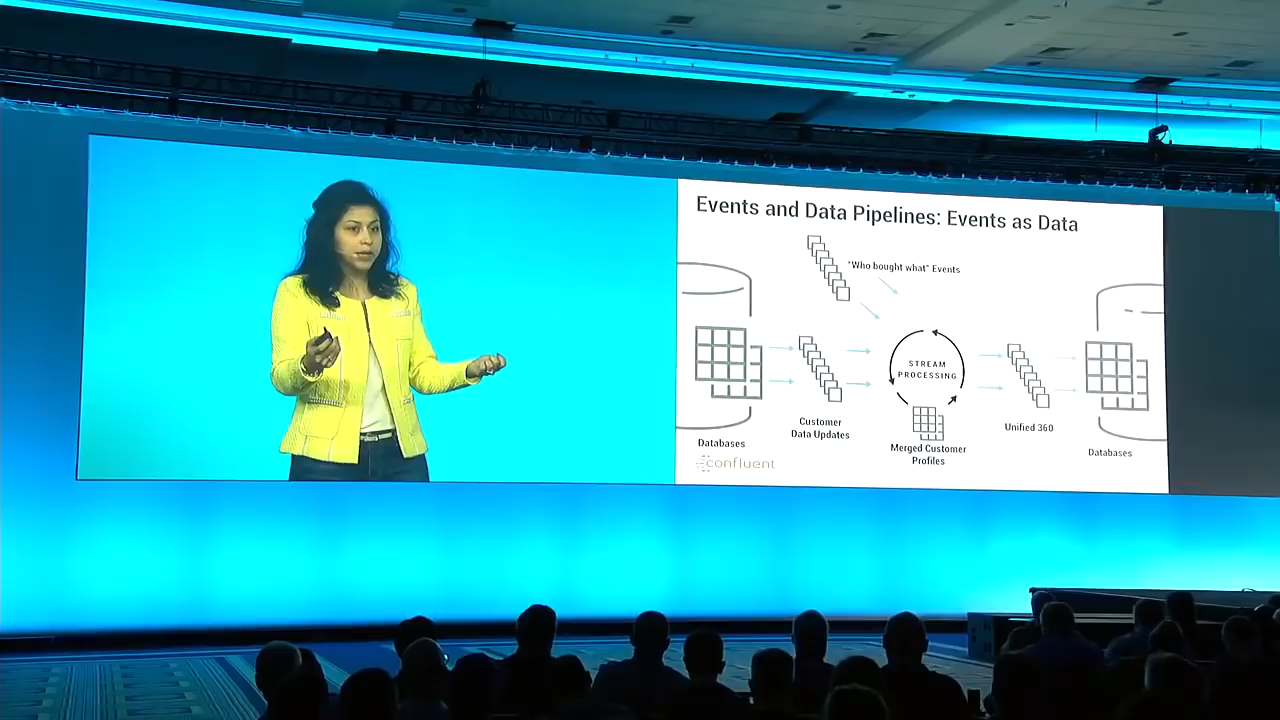 Events and Data Pipelines: Events as Data
"Who bought what" Events
STREAM
PROCESSING
Customer
Data Updates
Unified 360
Databases
Merged Customer
Profiles
Databases
confluent